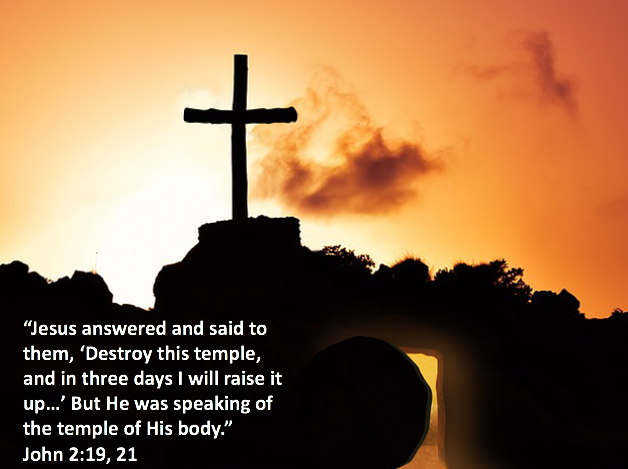 “Jesus answered and said to
them, ‘Destroy this temple,
and in three days I will raise it
up…’ But He was speaking of
the temple of His body.”
John 2:19, 21